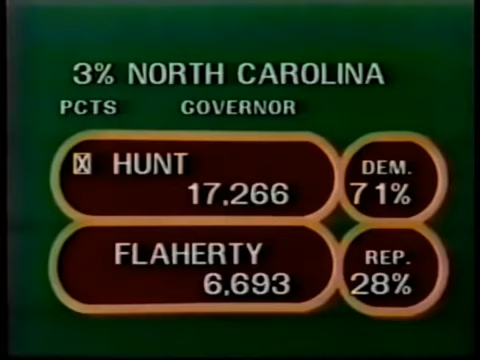 3% NORTH CAROLINA
PCTS GOVERNOR
☒ HUNT DEM.
17,266 71%
FLAHERTY REP.
6,693 28%